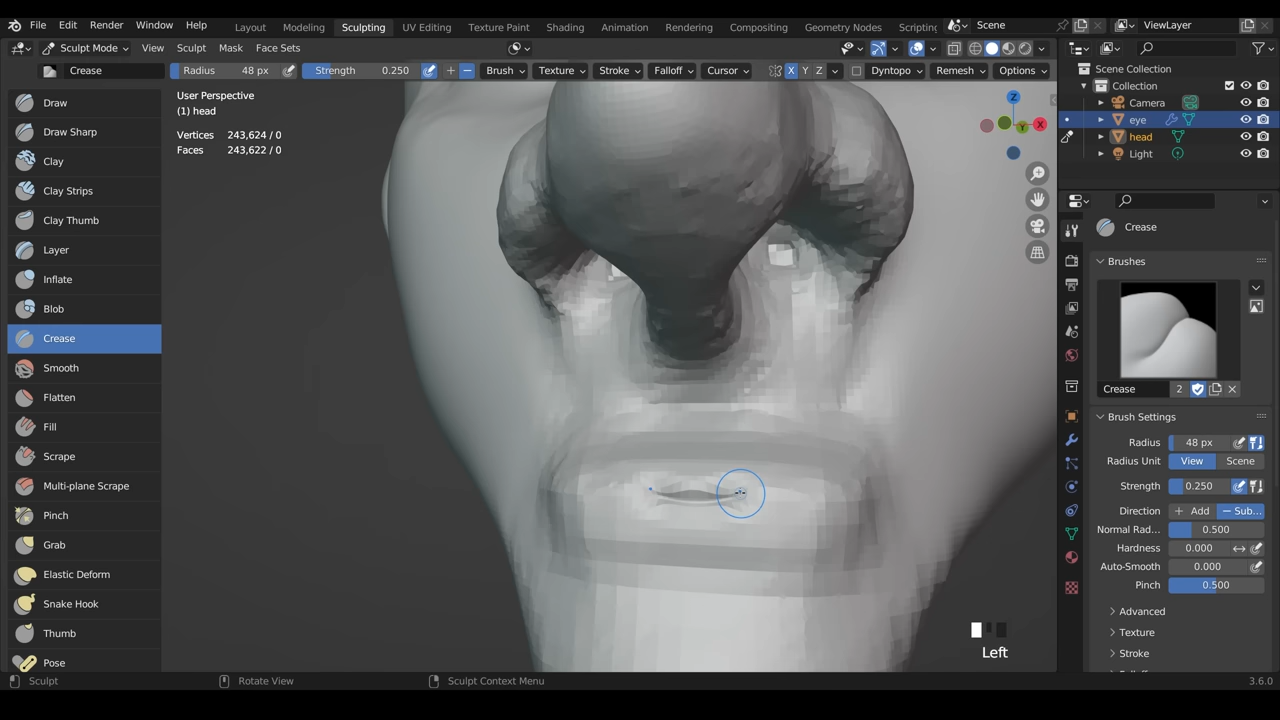 File Edit Render Window Help Layout Modeling Sculpting UV Editing Texture Paint Shading Animation Rendering Compositing Geometry Nodes Scripting Scene ViewLayer
Sculpt Mode View Sculpt Mask Face Sets
Crease Radius 48 px Strength 0.250 Brush Texture Stroke Falloff Cursor X Y Z Dyntopo Remesh Options
Scene Collection
Collection
Camera
eye
head
Light
User Perspective
(1) head
Vertices 243,624 / 0
Faces 243,622 / 0
Z
Y
X
Draw
Draw Sharp
Clay
Clay Strips
Clay Thumb
Layer
Inflate
Blob
Crease
Smooth
Flatten
Fill
Scrape
Multi-plane Scrape
Pinch
Grab
Elastic Deform
Snake Hook
Thumb
Pose
Crease
Brushes
Crease 2
Brush Settings
Radius 48 px
Radius Unit View Scene
Strength 0.250
Direction Add Sub...
Normal Rad... 0.500
Hardness 0.000
Auto-Smooth 0.000
Pinch 0.500
Advanced
Texture
Stroke
Left
Sculpt Rotate View Sculpt Context Menu 3.6.0